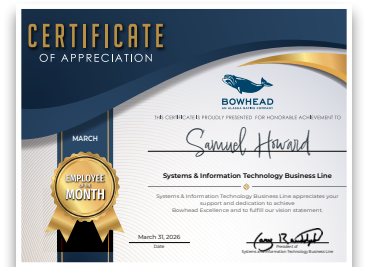 CERTIFICATE
OF APPRECIATION
BOWHEAD
AN ALASKA NATIVE COMPANY
THIS CERTIFICATE IS PROUDLY PRESENTED FOR HONORABLE ACHIEVEMENT TO
Samuel Howard
MARCH
EMPLOYEE
OF THE
MONTH
Systems & Information Technology Business Line
Systems & Information Technology Business Line appreciates your
support and dedication to achieve
Bowhead Excellence and to fulfill our vision statement.
March 31, 2026
Date
President of
Systems & Information Technology Business Line